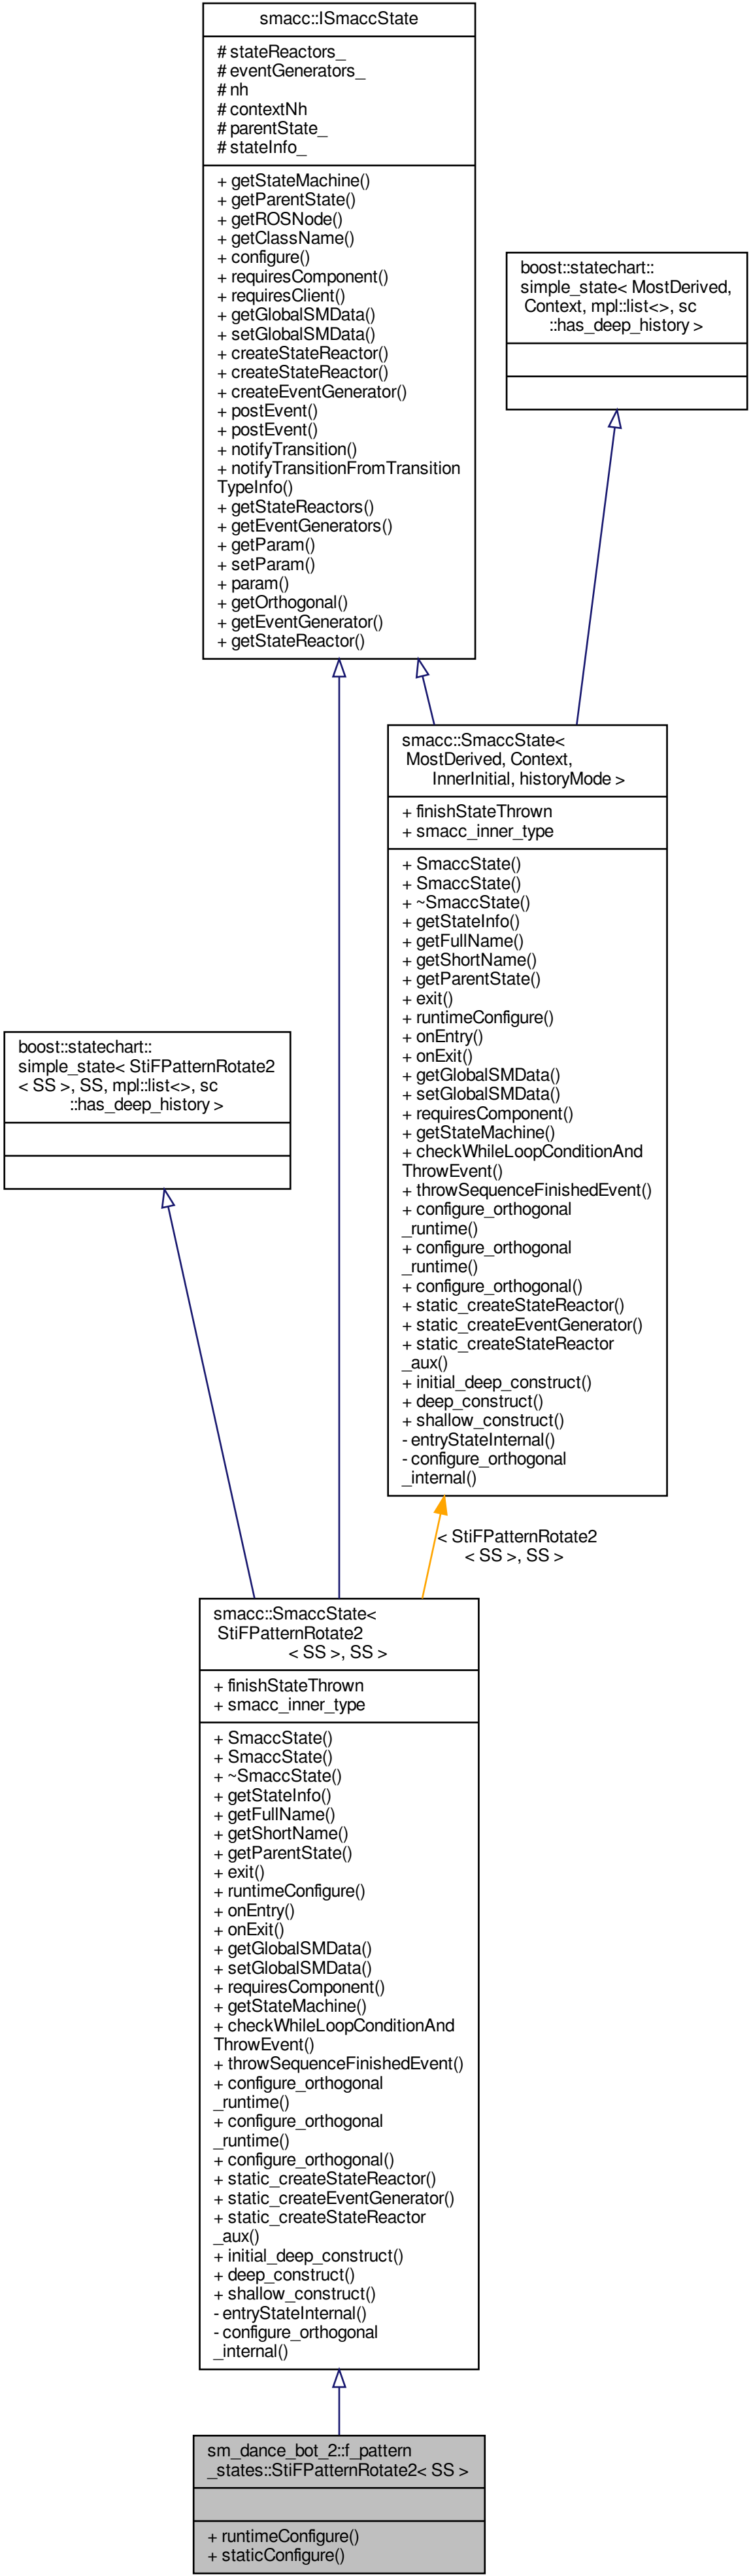 smacc::ISmaccState
# stateReactors_
# eventGenerators_
# nh
# contextNh
# parentState_
# stateInfo_
+ getStateMachine()
+ getParentState()
+ getROSNode()
+ getClassName()
+ configure()
+ requiresComponent()
+ requiresClient()
+ getGlobalSMData()
+ setGlobalSMData()
+ createStateReactor()
+ createStateReactor()
+ createEventGenerator()
+ postEvent()
+ postEvent()
+ notifyTransition()
+ notifyTransitionFromTransition
TypeInfo()
+ getStateReactors()
+ getEventGenerators()
+ getParam()
+ setParam()
+ param()
+ getOrthogonal()
+ getEventGenerator()
+ getStateReactor()
boost::statechart::
simple_state< MostDerived,
Context, mpl::list<>, sc
::has_deep_history >
smacc::SmaccState<
MostDerived, Context,
InnerInitial, historyMode >
+ finishStateThrown
+ smacc_inner_type
+ SmaccState()
+ SmaccState()
+ ~SmaccState()
+ getStateInfo()
+ getFullName()
+ getShortName()
+ getParentState()
+ exit()
+ runtimeConfigure()
+ onEntry()
+ onExit()
+ getGlobalSMData()
+ setGlobalSMData()
+ requiresComponent()
+ getStateMachine()
+ checkWhileLoopConditionAnd
ThrowEvent()
+ throwSequenceFinishedEvent()
+ configure_orthogonal
_runtime()
+ configure_orthogonal
_runtime()
+ configure_orthogonal()
+ static_createStateReactor()
+ static_createEventGenerator()
+ static_createStateReactor
_aux()
+ initial_deep_construct()
+ deep_construct()
+ shallow_construct()
- entryStateInternal()
- configure_orthogonal
_internal()
boost::statechart::
simple_state< StiFPatternRotate2
< SS >, SS, mpl::list<>, sc
::has_deep_history >
< StiFPatternRotate2
< SS >, SS >
smacc::SmaccState<
StiFPatternRotate2
< SS >, SS >
+ finishStateThrown
+ smacc_inner_type
+ SmaccState()
+ SmaccState()
+ ~SmaccState()
+ getStateInfo()
+ getFullName()
+ getShortName()
+ getParentState()
+ exit()
+ runtimeConfigure()
+ onEntry()
+ onExit()
+ getGlobalSMData()
+ setGlobalSMData()
+ requiresComponent()
+ getStateMachine()
+ checkWhileLoopConditionAnd
ThrowEvent()
+ throwSequenceFinishedEvent()
+ configure_orthogonal
_runtime()
+ configure_orthogonal
_runtime()
+ configure_orthogonal()
+ static_createStateReactor()
+ static_createEventGenerator()
+ static_createStateReactor
_aux()
+ initial_deep_construct()
+ deep_construct()
+ shallow_construct()
- entryStateInternal()
- configure_orthogonal
_internal()
sm_dance_bot_2::f_pattern
_states::StiFPatternRotate2< SS >
+ runtimeConfigure()
+ staticConfigure()